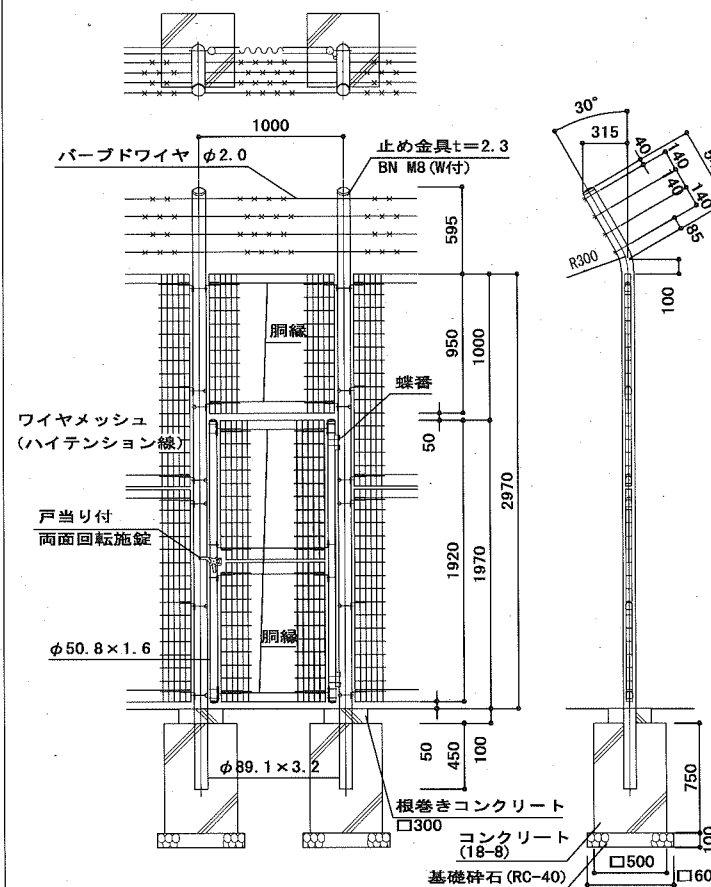 1000
バーブドワイヤ φ2.0
止め金具t=2.3
BN M8(W付)
595
胴縁
950
1000
蝶番
50
ワイヤメッシュ
(ハイテンション線)
2970
戸当り付
両面回転施錠
1920
1970
胴縁
φ50.8×1.6
50
450
100
φ89.1×3.2
根巻きコンクリート
□300
コンクリート
(18-8)
基礎砕石(RC-40)
30°
315
40
140
40
140
85
R300
100
750
100
□500